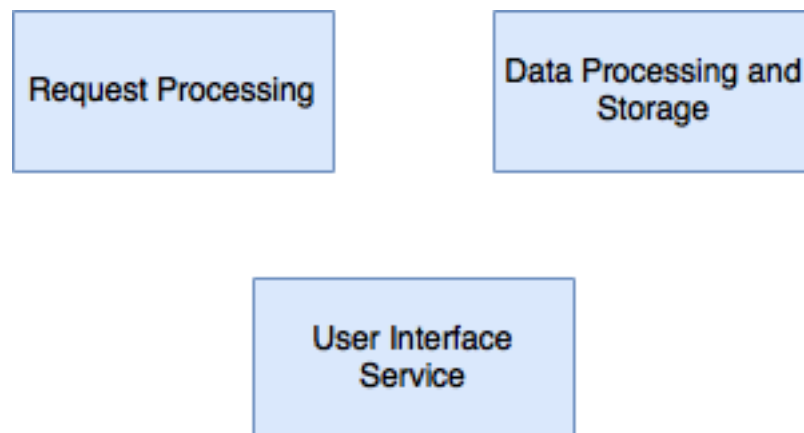 Request Processing
Data Processing and
Storage
User Interface
Service